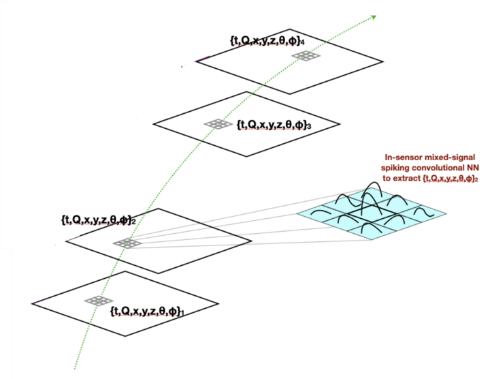 {t,Q,x,y,z,θ,ϕ}₄
{t,Q,x,y,z,θ,ϕ}₃
In-sensor mixed-signal
spiking convolutional NN
to extract {t,Q,x,y,z,θ,ϕ}₂
{t,Q,x,y,z,θ,ϕ}₂
{t,Q,x,y,z,θ,ϕ}₁